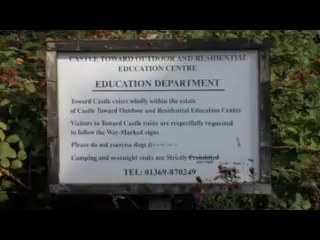 CASTLE TOWARD OUTDOOR AND RESIDENTIAL
EDUCATION CENTRE
EDUCATION DEPARTMENT
Toward Castle exists wholly within the estate
of Castle Toward Outdoor and Residential Education Centre
Visitors to Toward Castle ruins are respectfully requested
to follow the Way-Marked signs
Please do not exercise dogs
Camping and overnight visits are Strictly Prohibited
TEL: 01369-870249